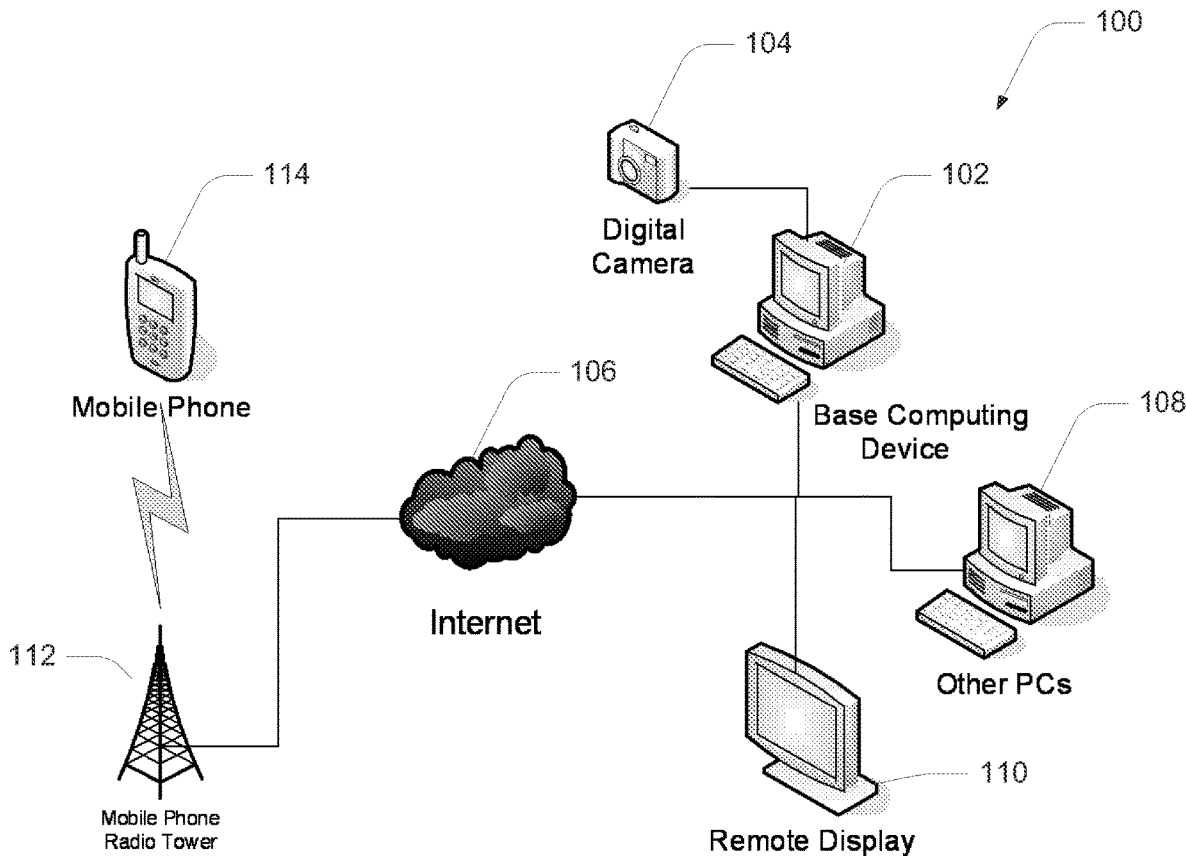 100
104
102
114
Digital
Camera
106
Mobile Phone
Base Computing
Device
108
Internet
112
Other PCs
110
Mobile Phone
Radio Tower
Remote Display